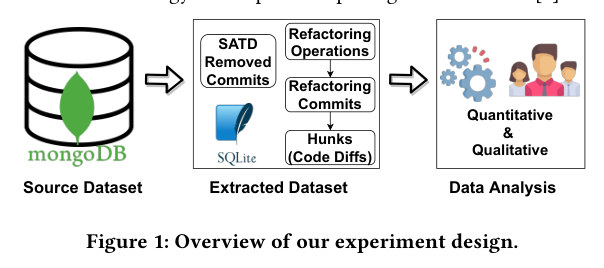 SATD
Removed
Commits
Refactoring
Operations
Refactoring
Commits
Hunks
(Code Diffs)
mongoDB
SQLite
Quantitative
&
Qualitative
Source Dataset
Extracted Dataset
Data Analysis
Figure 1: Overview of our experiment design.